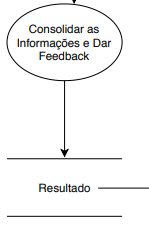 Consolidar as
Informações e Dar
Feedback
Resultado